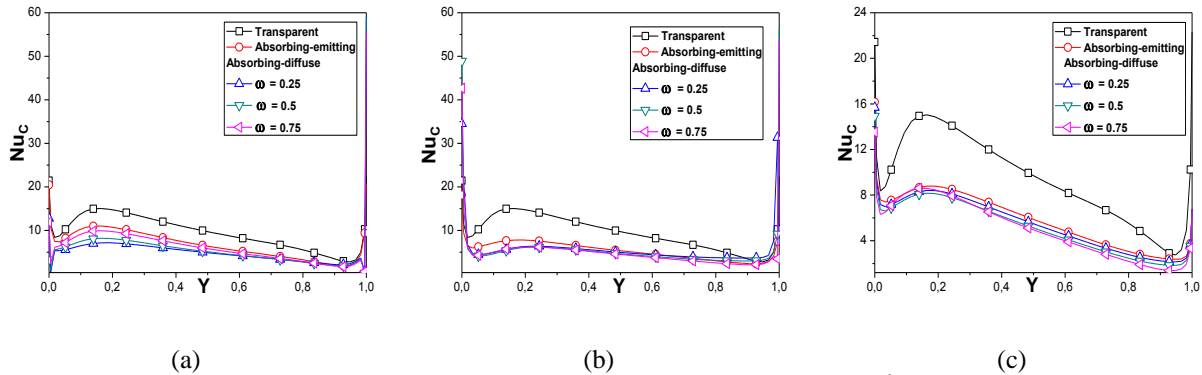 60
50
40
30
20
10
Nu_C
0,0 0,2 0,4 0,6 0,8 1,0
Y
Transparent
Absorbing-emitting
Absorbing-diffuse
ω = 0.25
ω = 0.5
ω = 0.75
(a)
60
50
40
30
20
10
Nu_C
0,0 0,2 0,4 0,6 0,8 1,0
Y
Transparent
Absorbing-emitting
Absorbing-diffuse
ω = 0.25
ω = 0.5
ω = 0.75
(b)
24
20
16
12
8
4
Nu_C
0,0 0,2 0,4 0,6 0,8 1,0
Y
Transparent
Absorbing-emitting
Absorbing-diffuse
ω = 0.25
ω = 0.5
ω = 0.75
(c)